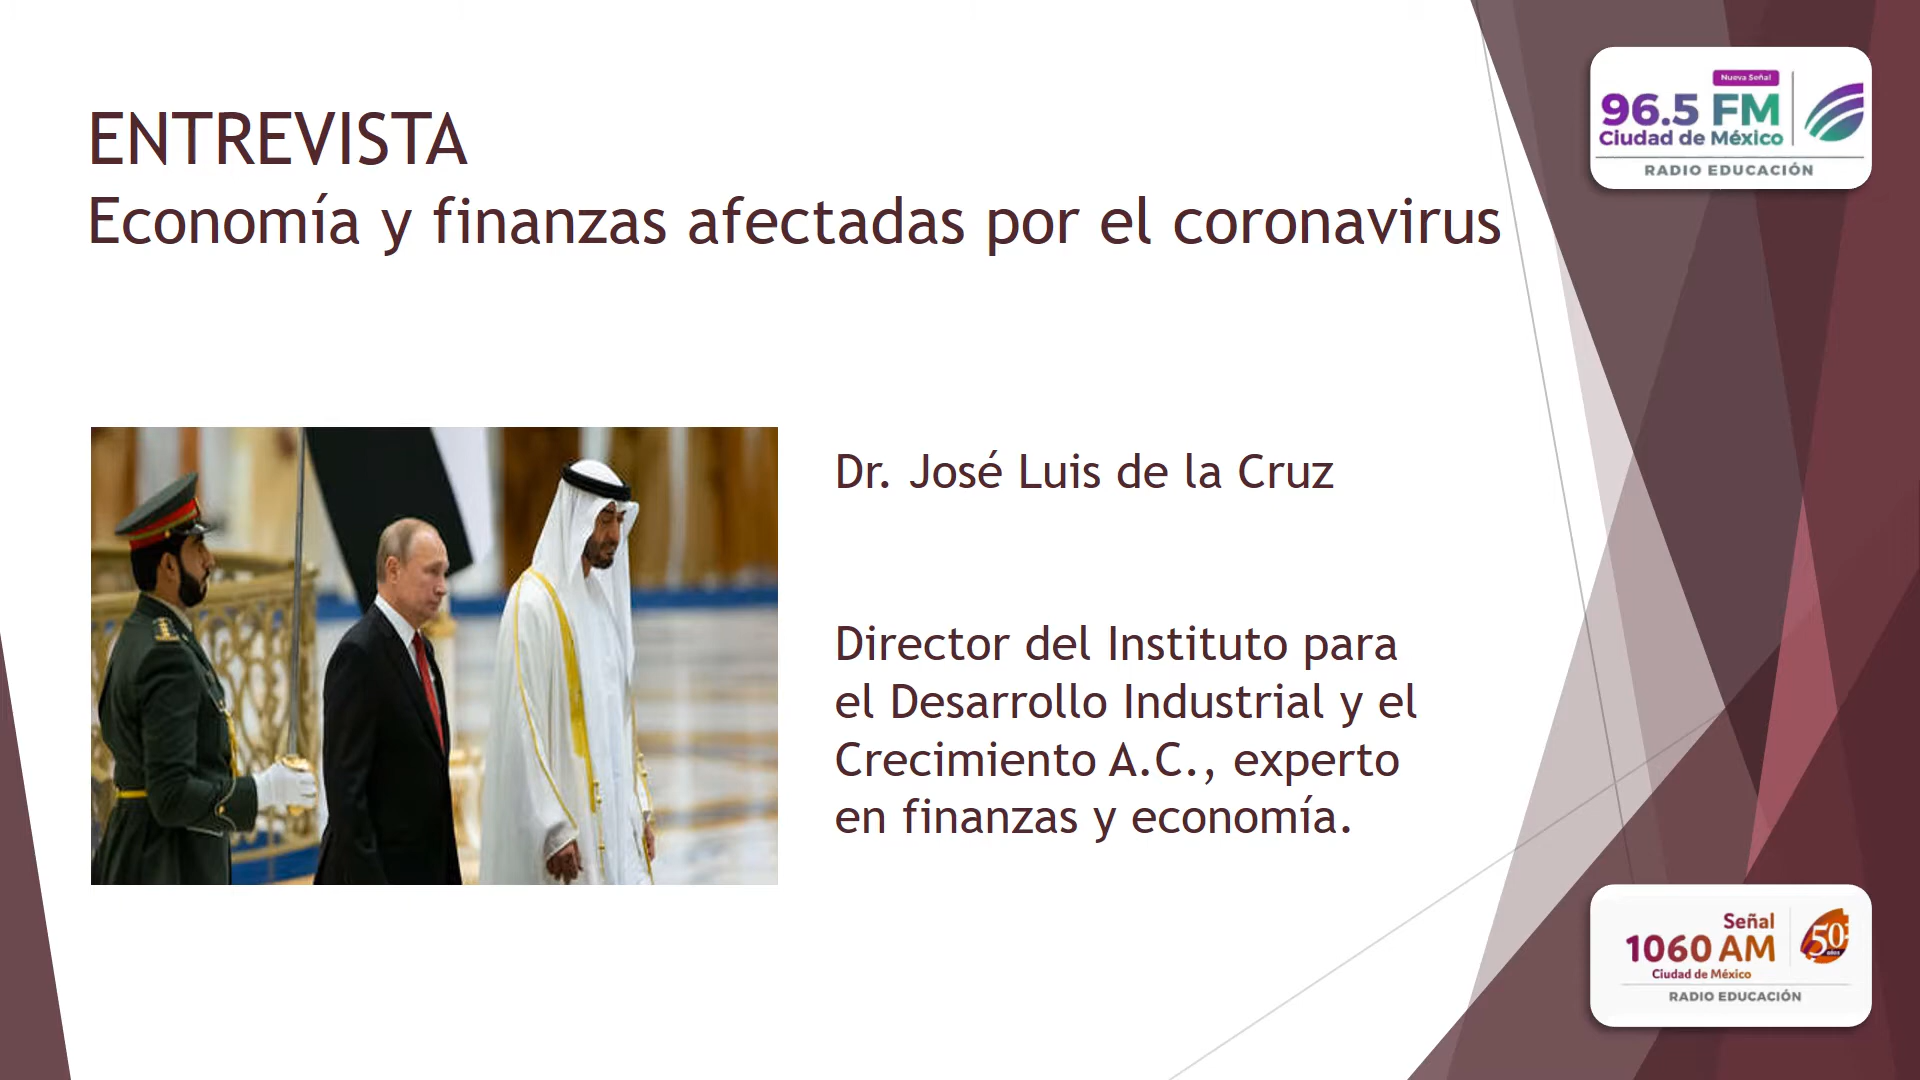 ENTREVISTA
Economía y finanzas afectadas por el coronavirus
Dr. José Luis de la Cruz
Director del Instituto para
el Desarrollo Industrial y el
Crecimiento A.C., experto
en finanzas y economía.
Nueva Señal
96.5 FM
Ciudad de México
RADIO EDUCACIÓN
Señal
1060 AM
Ciudad de México
50
años
RADIO EDUCACIÓN